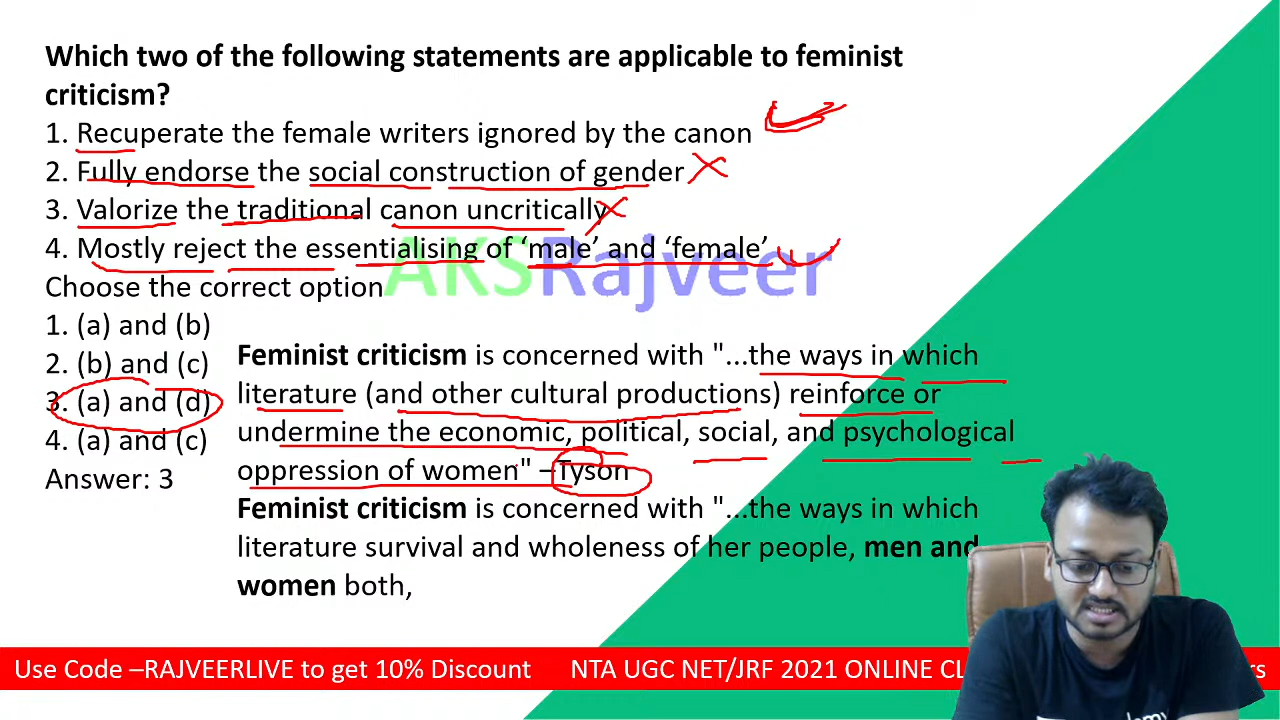 Which two of the following statements are applicable to feminist
criticism?
1. Recuperate the female writers ignored by the canon
2. Fully endorse the social construction of gender
3. Valorize the traditional canon uncritically
4. Mostly reject the essentialising of ‘male’ and ‘female’
AKSRajveer
Choose the correct option
1. (a) and (b)
2. (b) and (c)
3. (a) and (d)
4. (a) and (c)
Answer: 3
Feminist criticism is concerned with "...the ways in which
literature (and other cultural productions) reinforce or
undermine the economic, political, social, and psychological
oppression of women" –Tyson
Feminist criticism is concerned with "...the ways in which
literature survival and wholeness of her people, men and
women both,
Use Code –RAJVEERLIVE to get 10% Discount NTA UGC NET/JRF 2021 ONLINE